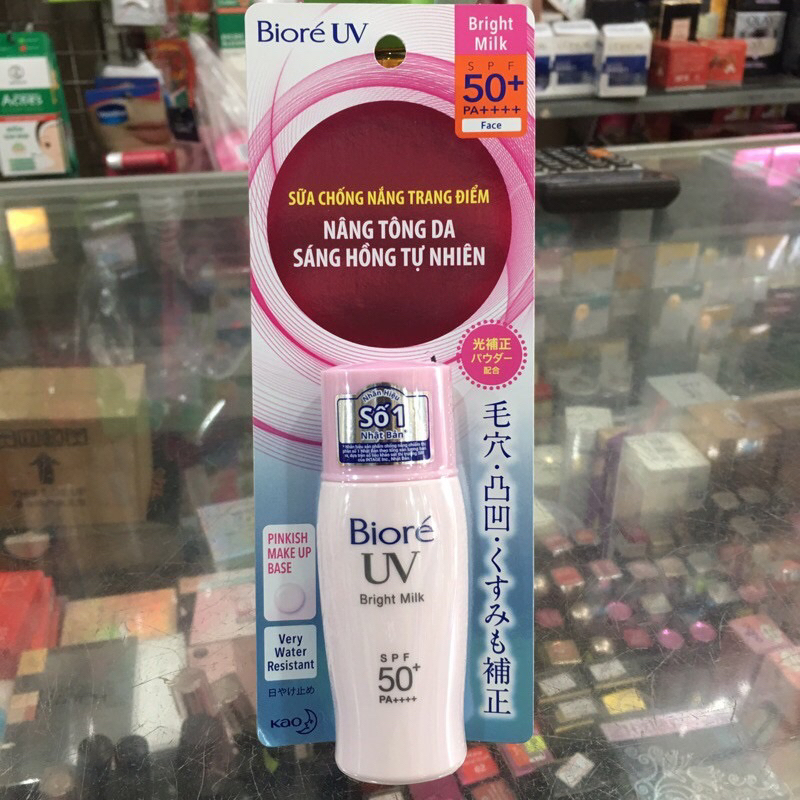 Bioré UV
Bright
Milk
SPF
50+
PA++++
Face
SỮA CHỐNG NẮNG TRANG ĐIỂM
NÂNG TÔNG DA
SÁNG HỒNG TỰ NHIÊN
光補正
パウダー
配合
毛穴・凸凹・くすみも補正
Nhãn Hiệu
Số 1
Nhật Bản*
Bioré
UV
Bright Milk
SPF
50+
PA++++
PINKISH
MAKE UP
BASE
Very
Water
Resistant
日やけ止め
Kao
ACNES
Vaseline
OLAY